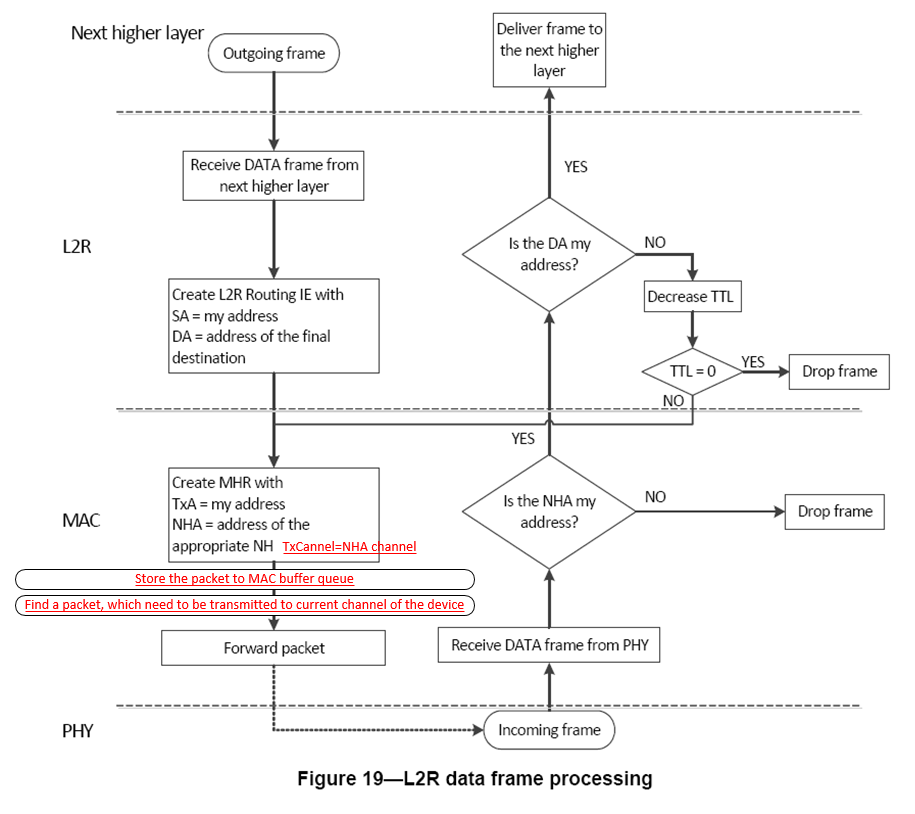 Next higher layer
Outgoing frame
Deliver frame to
the next higher
layer
Receive DATA frame from
next higher layer
YES
L2R
Is the DA my
address?
NO
Create L2R Routing IE with
SA = my address
DA = address of the final
destination
Decrease TTL
TTL = 0
YES
Drop frame
NO
YES
MAC
Create MHR with
TxA = my address
NHA = address of the
appropriate NH
TxCannel=NHA channel
Is the NHA my
address?
NO
Drop frame
Store the packet to MAC buffer queue
Find a packet, which need to be transmitted to current channel of the device
Forward packet
Receive DATA frame from PHY
PHY
Incoming frame
Figure 19—L2R data frame processing